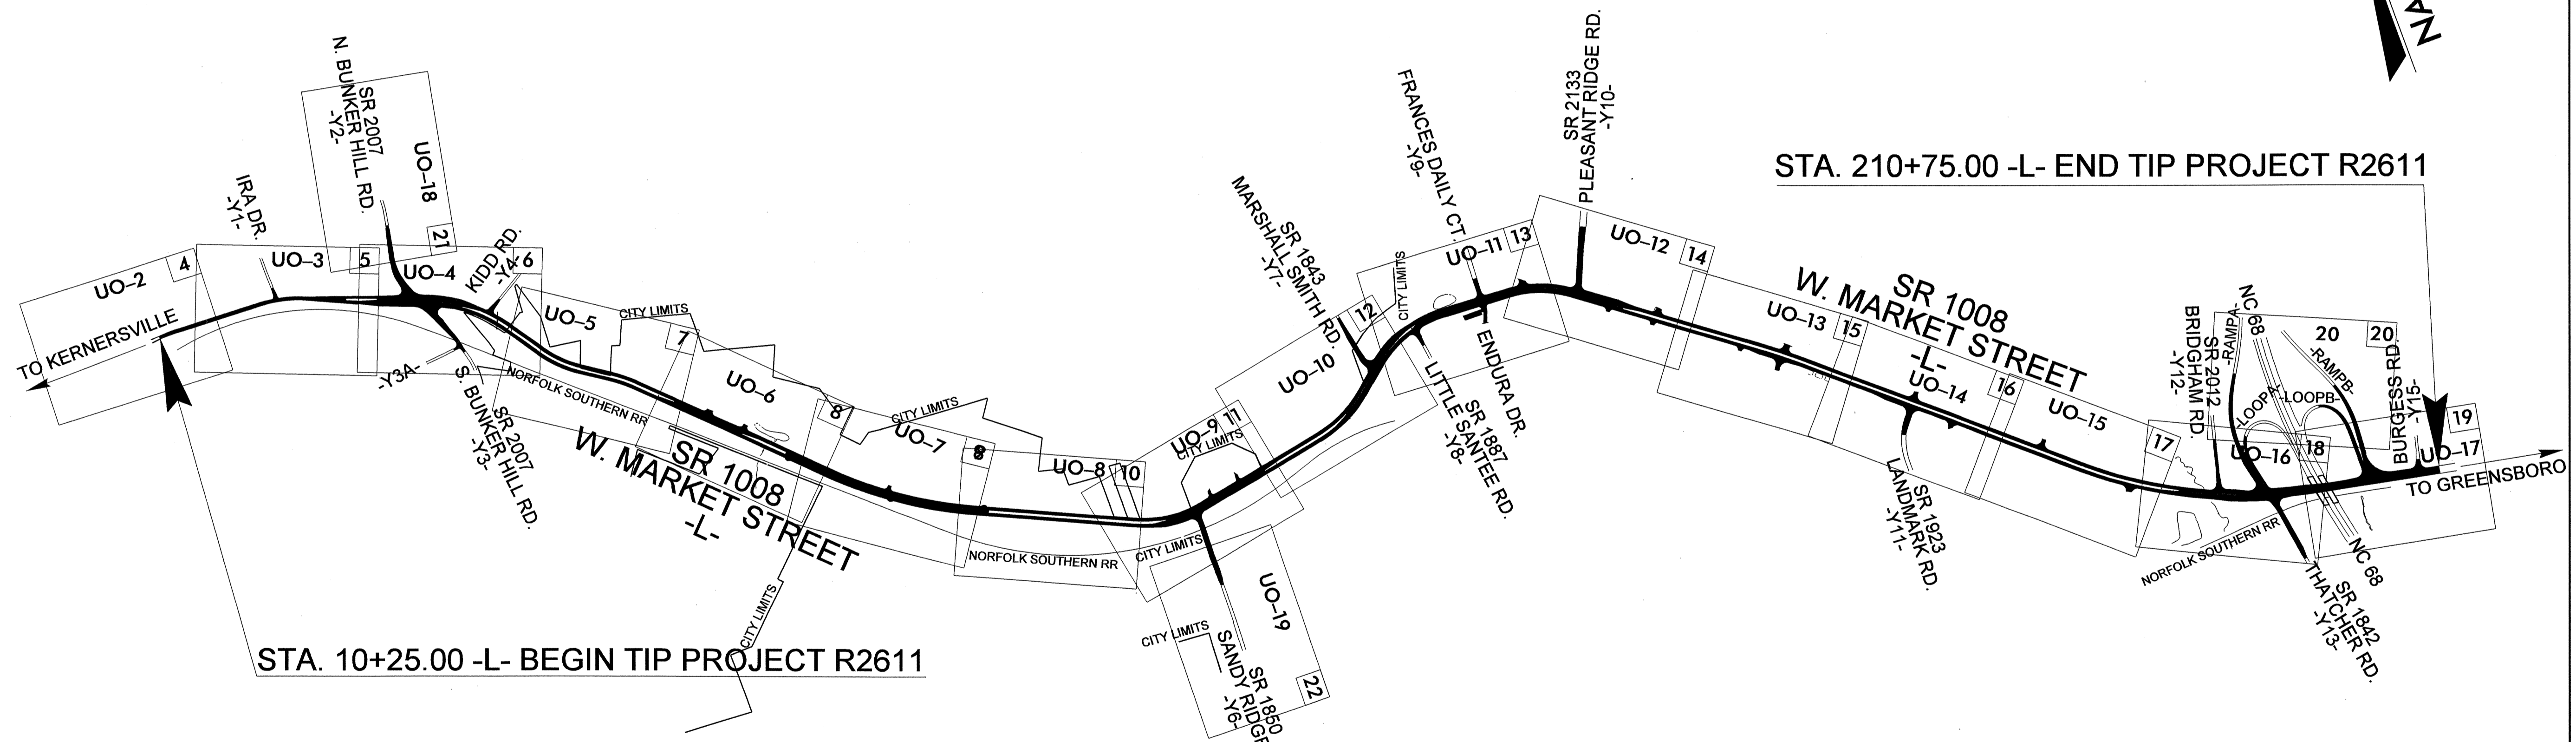 NA
N. BUNKER HILL RD.
SR 2007
-Y2-
UO-18
21
IRA DR.
-Y1-
UO-2
4
UO-3
5
UO-4
KIDD RD.
-Y4-
6
TO KERNERSVILLE
-Y3A-
S. BUNKER HILL RD.
SR 2007
-Y3-
NORFOLK SOUTHERN RR
UO-5
CITY LIMITS
7
UO-6
8
SR 1008
W. MARKET STREET
-L-
CITY LIMITS
CITY LIMITS
UO-7
UO-8
10
NORFOLK SOUTHERN RR
CITY LIMITS
UO-9
11
CITY LIMITS
UO-19
22
CITY LIMITS
SR 1850
SANDY RIDGE
-Y6-
UO-10
12
SR 1843
MARSHALL SMITH RD.
-Y7-
CITY LIMITS
FRANCES DAILY CT.
-Y9-
UO-11
13
ENDURA DR.
SR 1887
LITTLE SANTEE RD.
-Y8-
SR 2133
PLEASANT RIDGE RD.
-Y10-
UO-12
14
UO-13
15
SR 1008
W. MARKET STREET
-L-
UO-14
16
SR 1923
LANDMARK RD.
-Y11-
UO-15
17
SR 2012
BRIDGHAM RD.
-Y12-
-RAMPA-
NC 68
-LOOPA-
-LOOPB-
-RAMPB-
20
20
BURGESS RD.
-Y15-
19
UO-16
18
UO-17
TO GREENSBORO
NORFOLK SOUTHERN RR
NC 68
SR 1842
THATCHER RD.
-Y13-
STA. 210+75.00 -L- END TIP PROJECT R2611
STA. 10+25.00 -L- BEGIN TIP PROJECT R2611